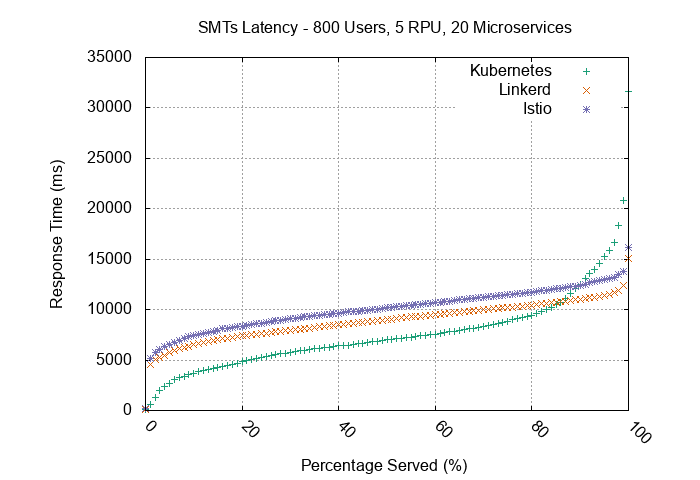 SMTs Latency - 800 Users, 5 RPU, 20 Microservices
35000
30000
25000
20000
15000
10000
5000
0
Response Time (ms)
Kubernetes
Linkerd
Istio
0
20
40
60
80
100
Percentage Served (%)